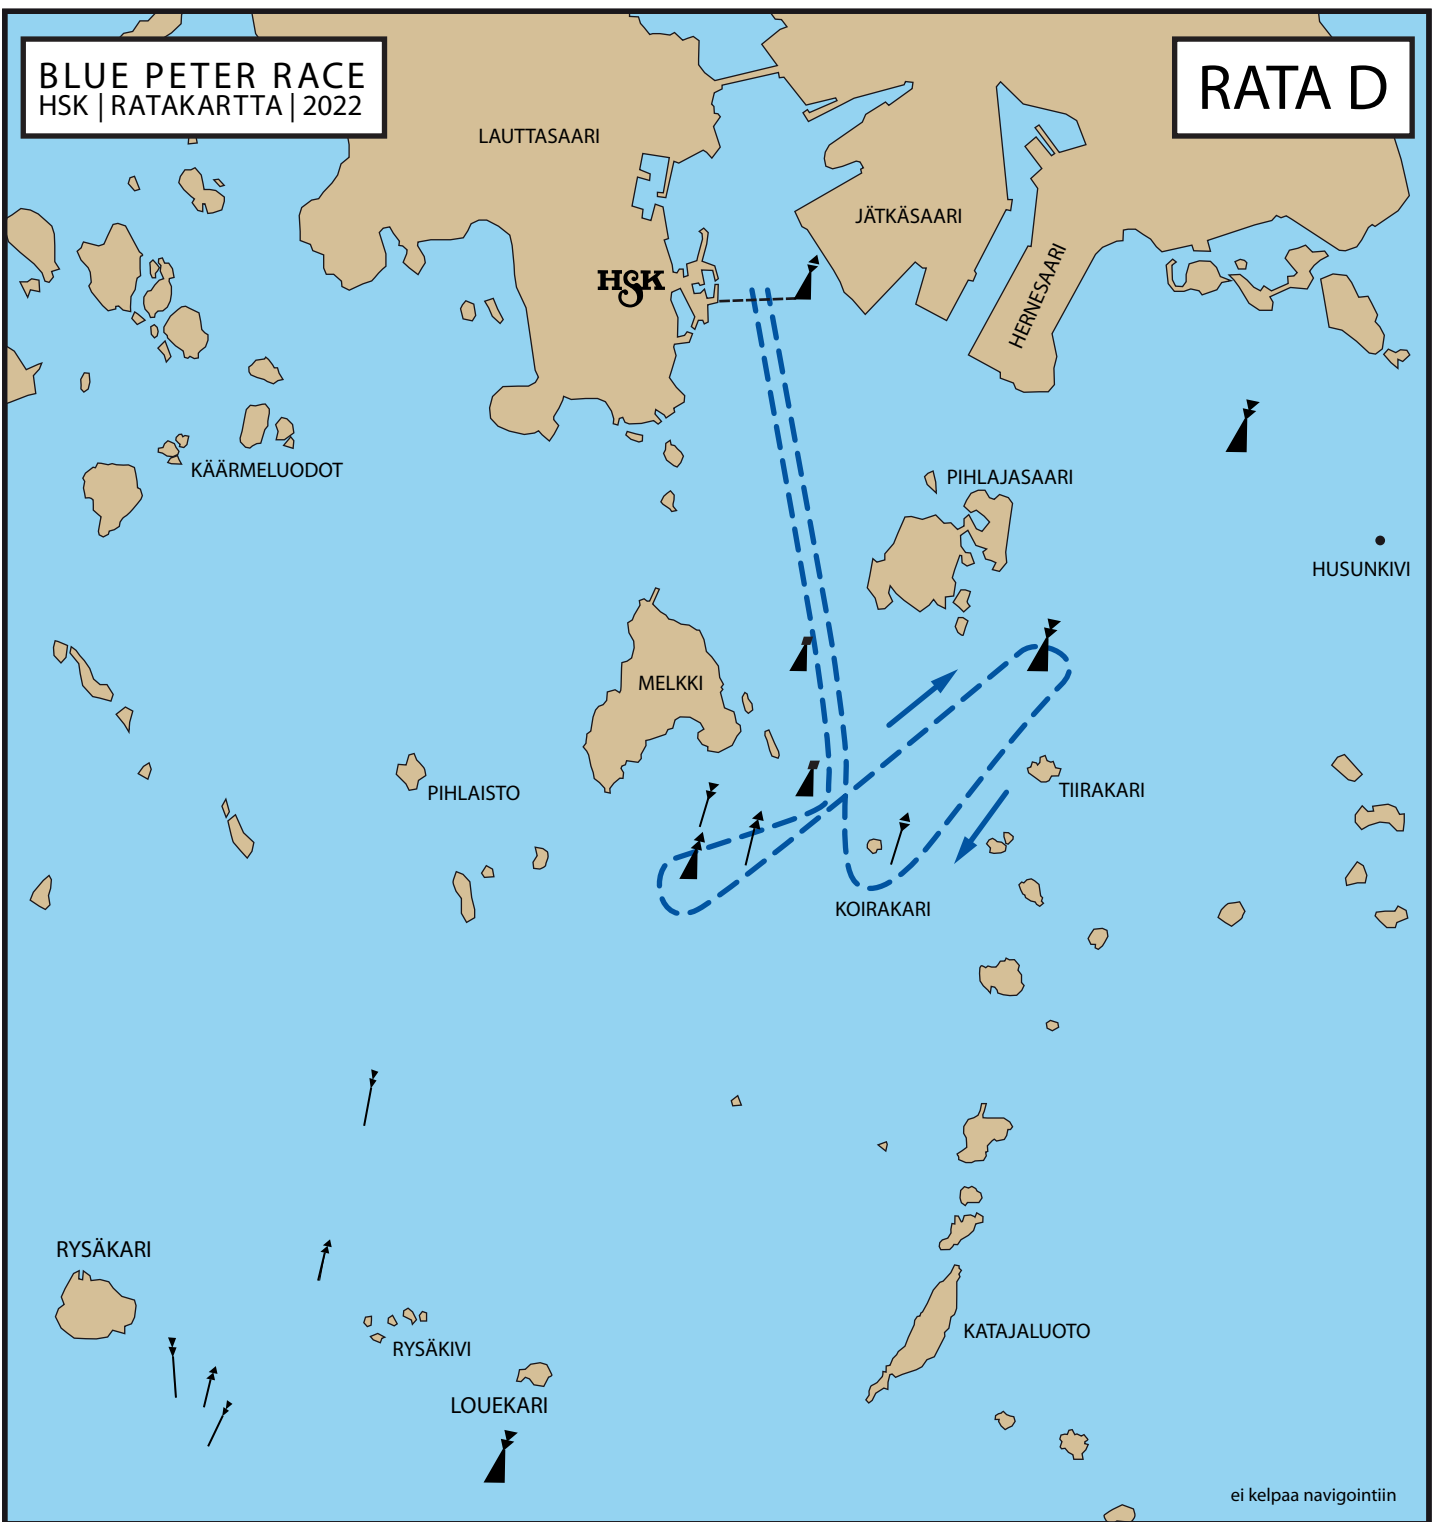 BLUE PETER RACE
HSK | RATAKARTTA | 2022
RATA D
LAUTTASAARI
JÄTKÄSAARI
HERNESAARI
HSK
KÄÄRMELUODOT
PIHLAJASAARI
HUSUNKIVI
MELKKI
PIHLAISTO
TIIRAKARI
KOIRAKARI
RYSÄKARI
RYSÄKIVI
KATAJALUOTO
LOUEKARI
ei kelpaa navigointiin